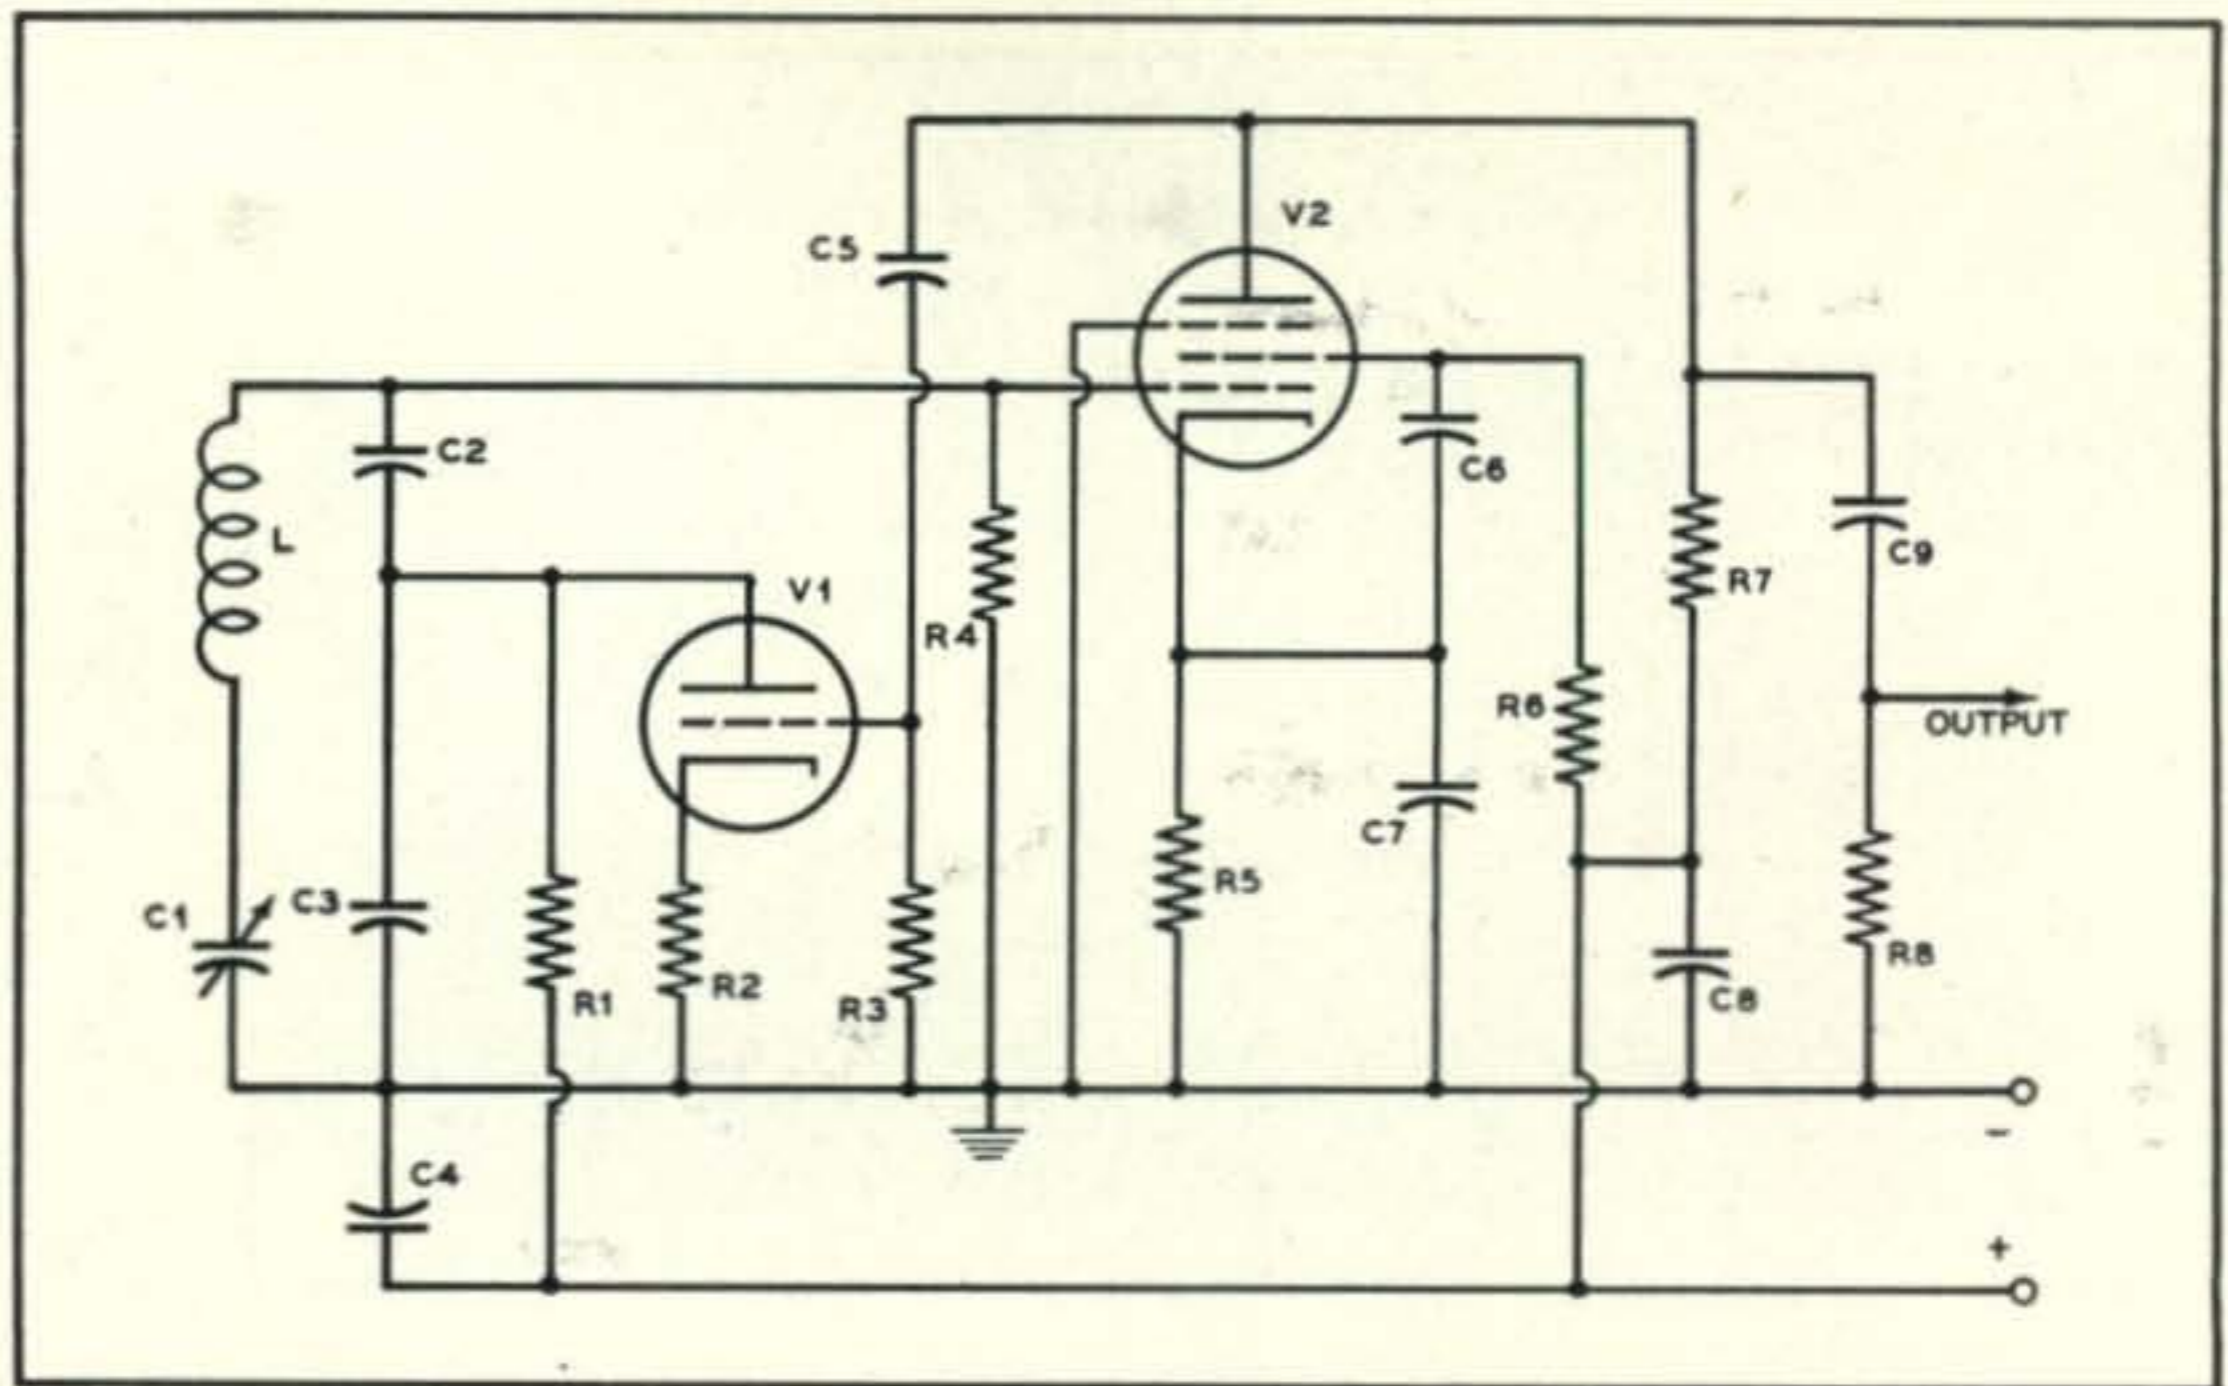 V2
C5
C2
C6
L
C9
V1
R7
R4
R6
OUTPUT
C7
R5
C1
C3
R8
R1
R2
R3
C8
−
C4
+